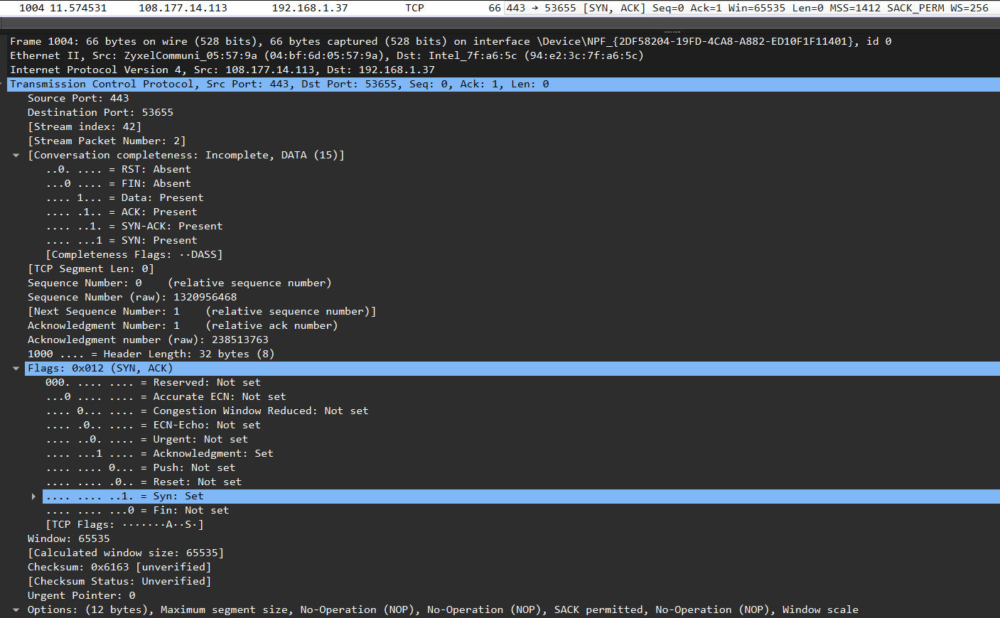 1004 11.574531 108.177.14.113 192.168.1.37 TCP 66 443 → 53655 [SYN, ACK] Seq=0 Ack=1 Win=65535 Len=0 MSS=1412 SACK_PERM WS=256
Frame 1004: 66 bytes on wire (528 bits), 66 bytes captured (528 bits) on interface \Device\NPF_{2DF58204-19FD-4CA8-A882-ED10F1F11401}, id 0
Ethernet II, Src: ZyxelCommuni_05:57:9a (04:bf:6d:05:57:9a), Dst: Intel_7f:a6:5c (94:e2:3c:7f:a6:5c)
Internet Protocol Version 4, Src: 108.177.14.113, Dst: 192.168.1.37
Transmission Control Protocol, Src Port: 443, Dst Port: 53655, Seq: 0, Ack: 1, Len: 0
Source Port: 443
Destination Port: 53655
[Stream index: 42]
[Stream Packet Number: 2]
[Conversation completeness: Incomplete, DATA (15)]
..0. .... = RST: Absent
...0 .... = FIN: Absent
.... 1... = Data: Present
.... .1.. = ACK: Present
.... ..1. = SYN-ACK: Present
.... ...1 = SYN: Present
[Completeness Flags: ··DASS]
[TCP Segment Len: 0]
Sequence Number: 0    (relative sequence number)
Sequence Number (raw): 1320956468
[Next Sequence Number: 1    (relative sequence number)]
Acknowledgment Number: 1    (relative ack number)
Acknowledgment number (raw): 238513763
1000 .... = Header Length: 32 bytes (8)
Flags: 0x012 (SYN, ACK)
000. .... .... = Reserved: Not set
...0 .... .... = Accurate ECN: Not set
.... 0... .... = Congestion Window Reduced: Not set
.... .0.. .... = ECN-Echo: Not set
.... ..0. .... = Urgent: Not set
.... ...1 .... = Acknowledgment: Set
.... .... 0... = Push: Not set
.... .... .0.. = Reset: Not set
.... .... ..1. = Syn: Set
.... .... ...0 = Fin: Not set
[TCP Flags: ·······A··S·]
Window: 65535
[Calculated window size: 65535]
Checksum: 0x6163 [unverified]
[Checksum Status: Unverified]
Urgent Pointer: 0
Options: (12 bytes), Maximum segment size, No-Operation (NOP), No-Operation (NOP), SACK permitted, No-Operation (NOP), Window scale